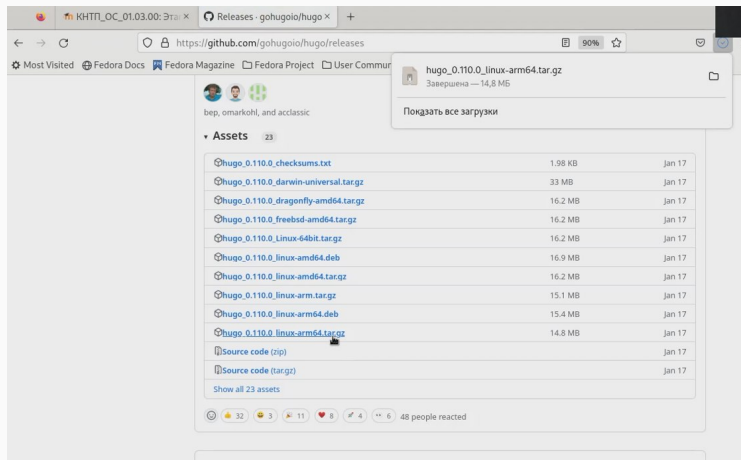 КНТП_ОС_01.03.00: Эта
Releases · gohugoio/hugo
https://github.com/gohugoio/hugo/releases
90%
Most Visited
Fedora Docs
Fedora Magazine
Fedora Project
User Commun
hugo_0.110.0_linux-arm64.tar.gz
Завершена — 14,8 МБ
Показать все загрузки
bep, omarkohl, and acclassic
Assets 23
hugo_0.110.0_checksums.txt 1.98 KB Jan 17
hugo_0.110.0_darwin-universal.tar.gz 33 MB Jan 17
hugo_0.110.0_dragonfly-amd64.tar.gz 16.2 MB Jan 17
hugo_0.110.0_freebsd-amd64.tar.gz 16.2 MB Jan 17
hugo_0.110.0_Linux-64bit.tar.gz 16.2 MB Jan 17
hugo_0.110.0_linux-amd64.deb 16.9 MB Jan 17
hugo_0.110.0_linux-amd64.tar.gz 16.2 MB Jan 17
hugo_0.110.0_linux-arm.tar.gz 15.1 MB Jan 17
hugo_0.110.0_linux-arm64.deb 15.4 MB Jan 17
hugo_0.110.0_linux-arm64.tar.gz 14.8 MB Jan 17
Source code (zip) Jan 17
Source code (tar.gz) Jan 17
Show all 23 assets
32 3 11 8 4 6 48 people reacted